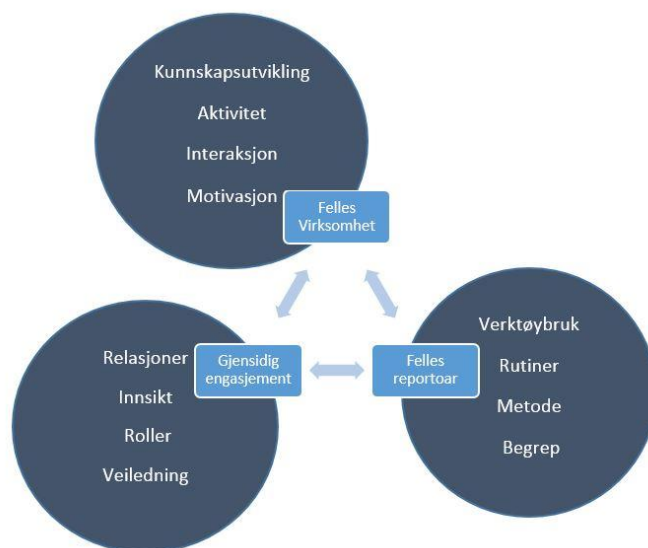 Kunnskapsutvikling
Aktivitet
Interaksjon
Motivasjon
Felles
Virksomhet
Relasjoner
Innsikt
Roller
Veiledning
Gjensidig
engasjement
Felles
reportoar
Verktøybruk
Rutiner
Metode
Begrep